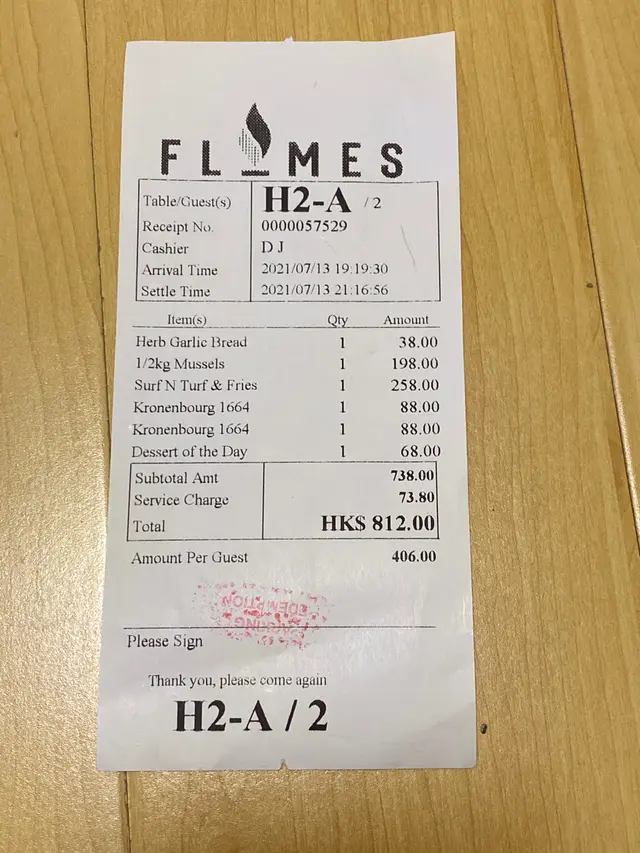 FLAMES
Table/Guest(s) H2-A / 2
Receipt No. 0000057529
Cashier D J
Arrival Time 2021/07/13 19:19:30
Settle Time 2021/07/13 21:16:56
Item(s) Qty Amount
Herb Garlic Bread 1 38.00
1/2kg Mussels 1 198.00
Surf N Turf & Fries 1 258.00
Kronenbourg 1664 1 88.00
Kronenbourg 1664 1 88.00
Dessert of the Day 1 68.00
Subtotal Amt 738.00
Service Charge 73.80
Total HK$ 812.00
Amount Per Guest 406.00
PARKING
REDEMPTION
Please Sign
Thank you, please come again
H2-A / 2